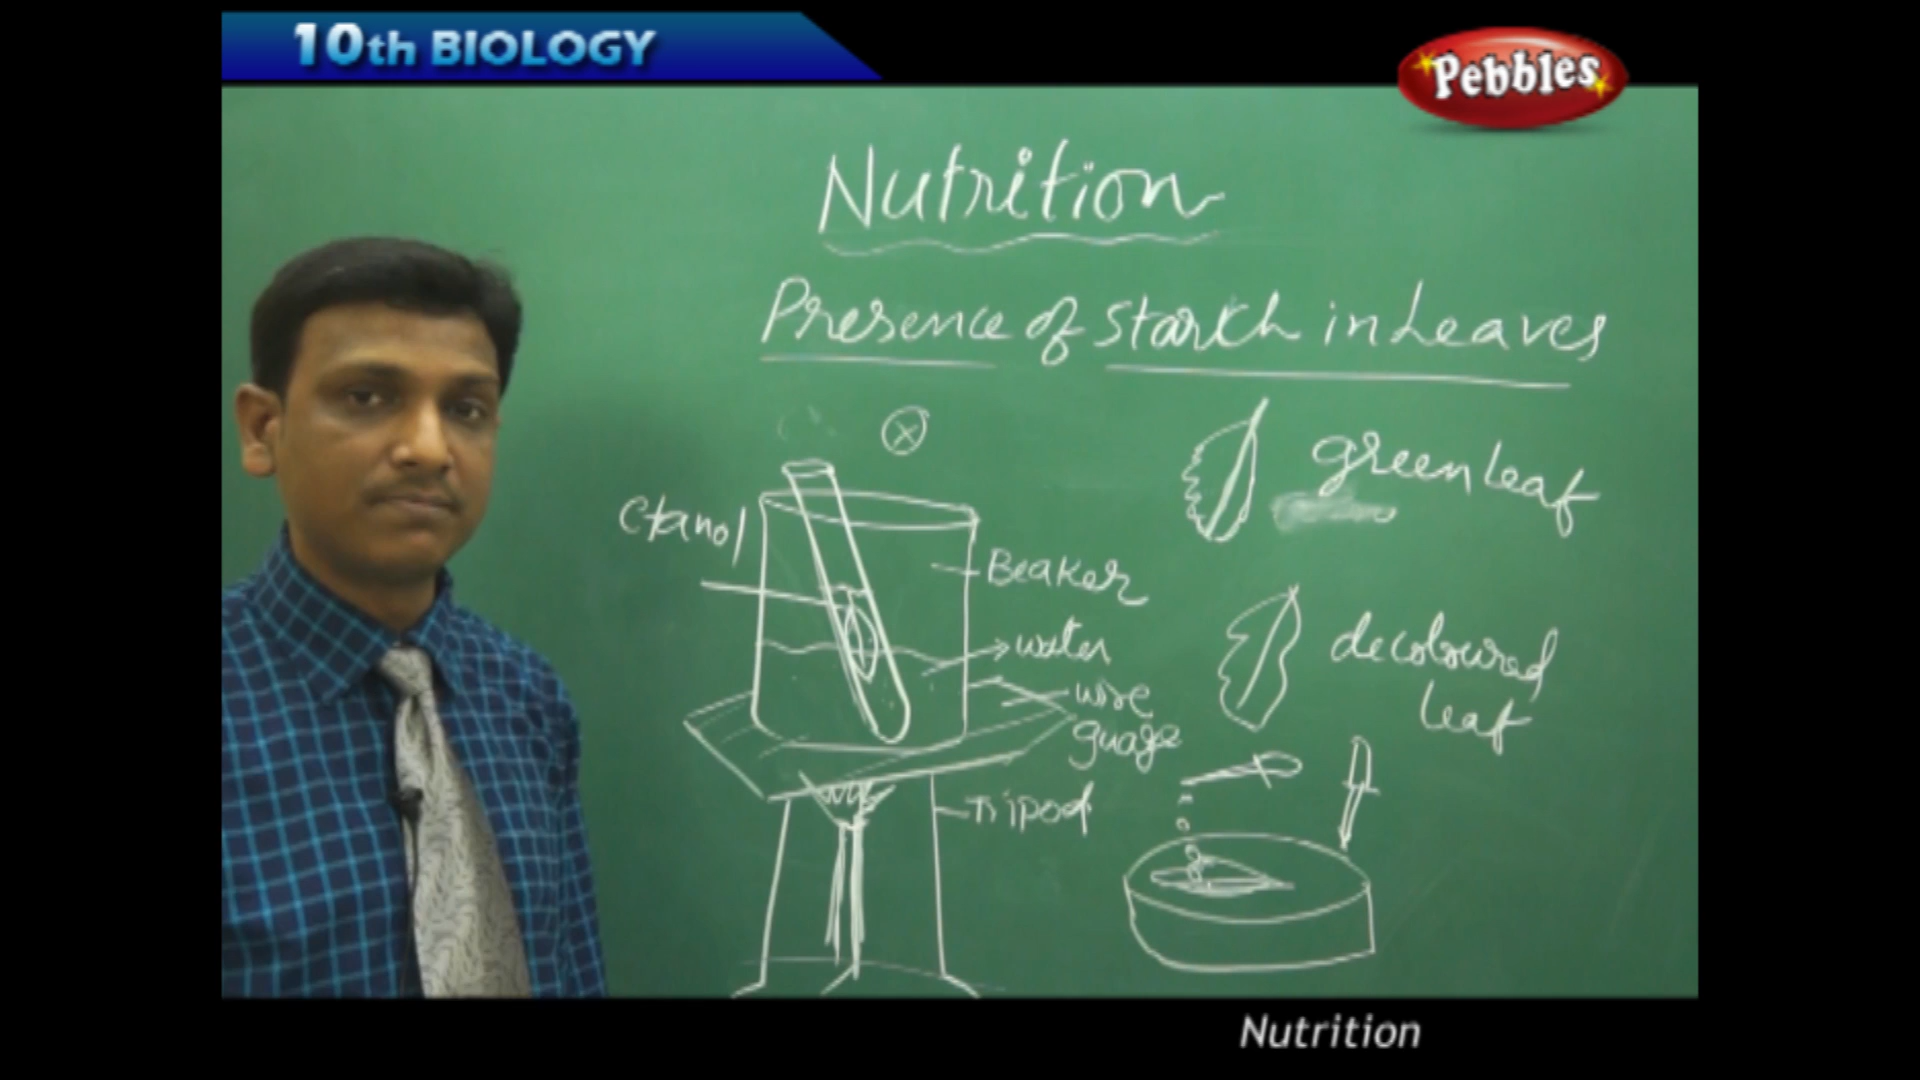 10th BIOLOGY
Pebbles
Nutrition
Presence of starch in Leaves
green leaf
Etanol
Beaker
water
wire
guage
Tripod
decoloured
leaf
Nutrition